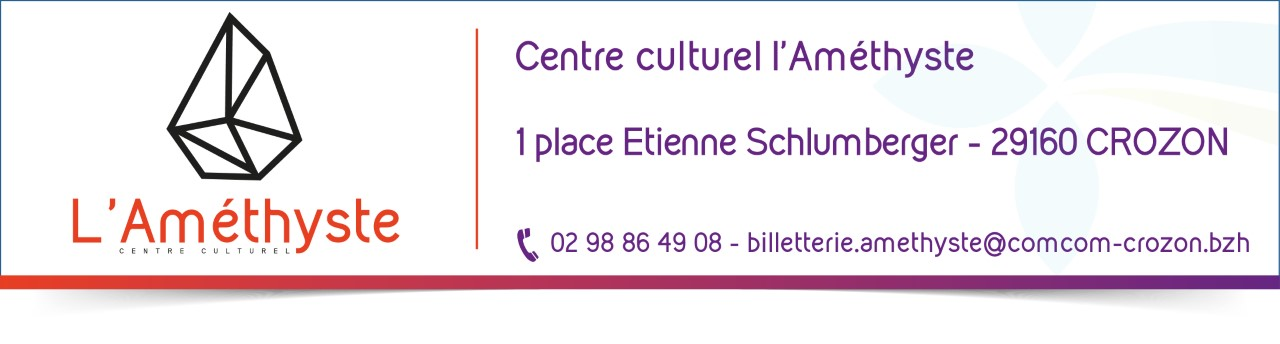 L'Améthyste
CENTRE CULTUREL
Centre culturel l'Améthyste
1 place Etienne Schlumberger - 29160 CROZON
02 98 86 49 08 - billetterie.amethyste@comcom-crozon.bzh